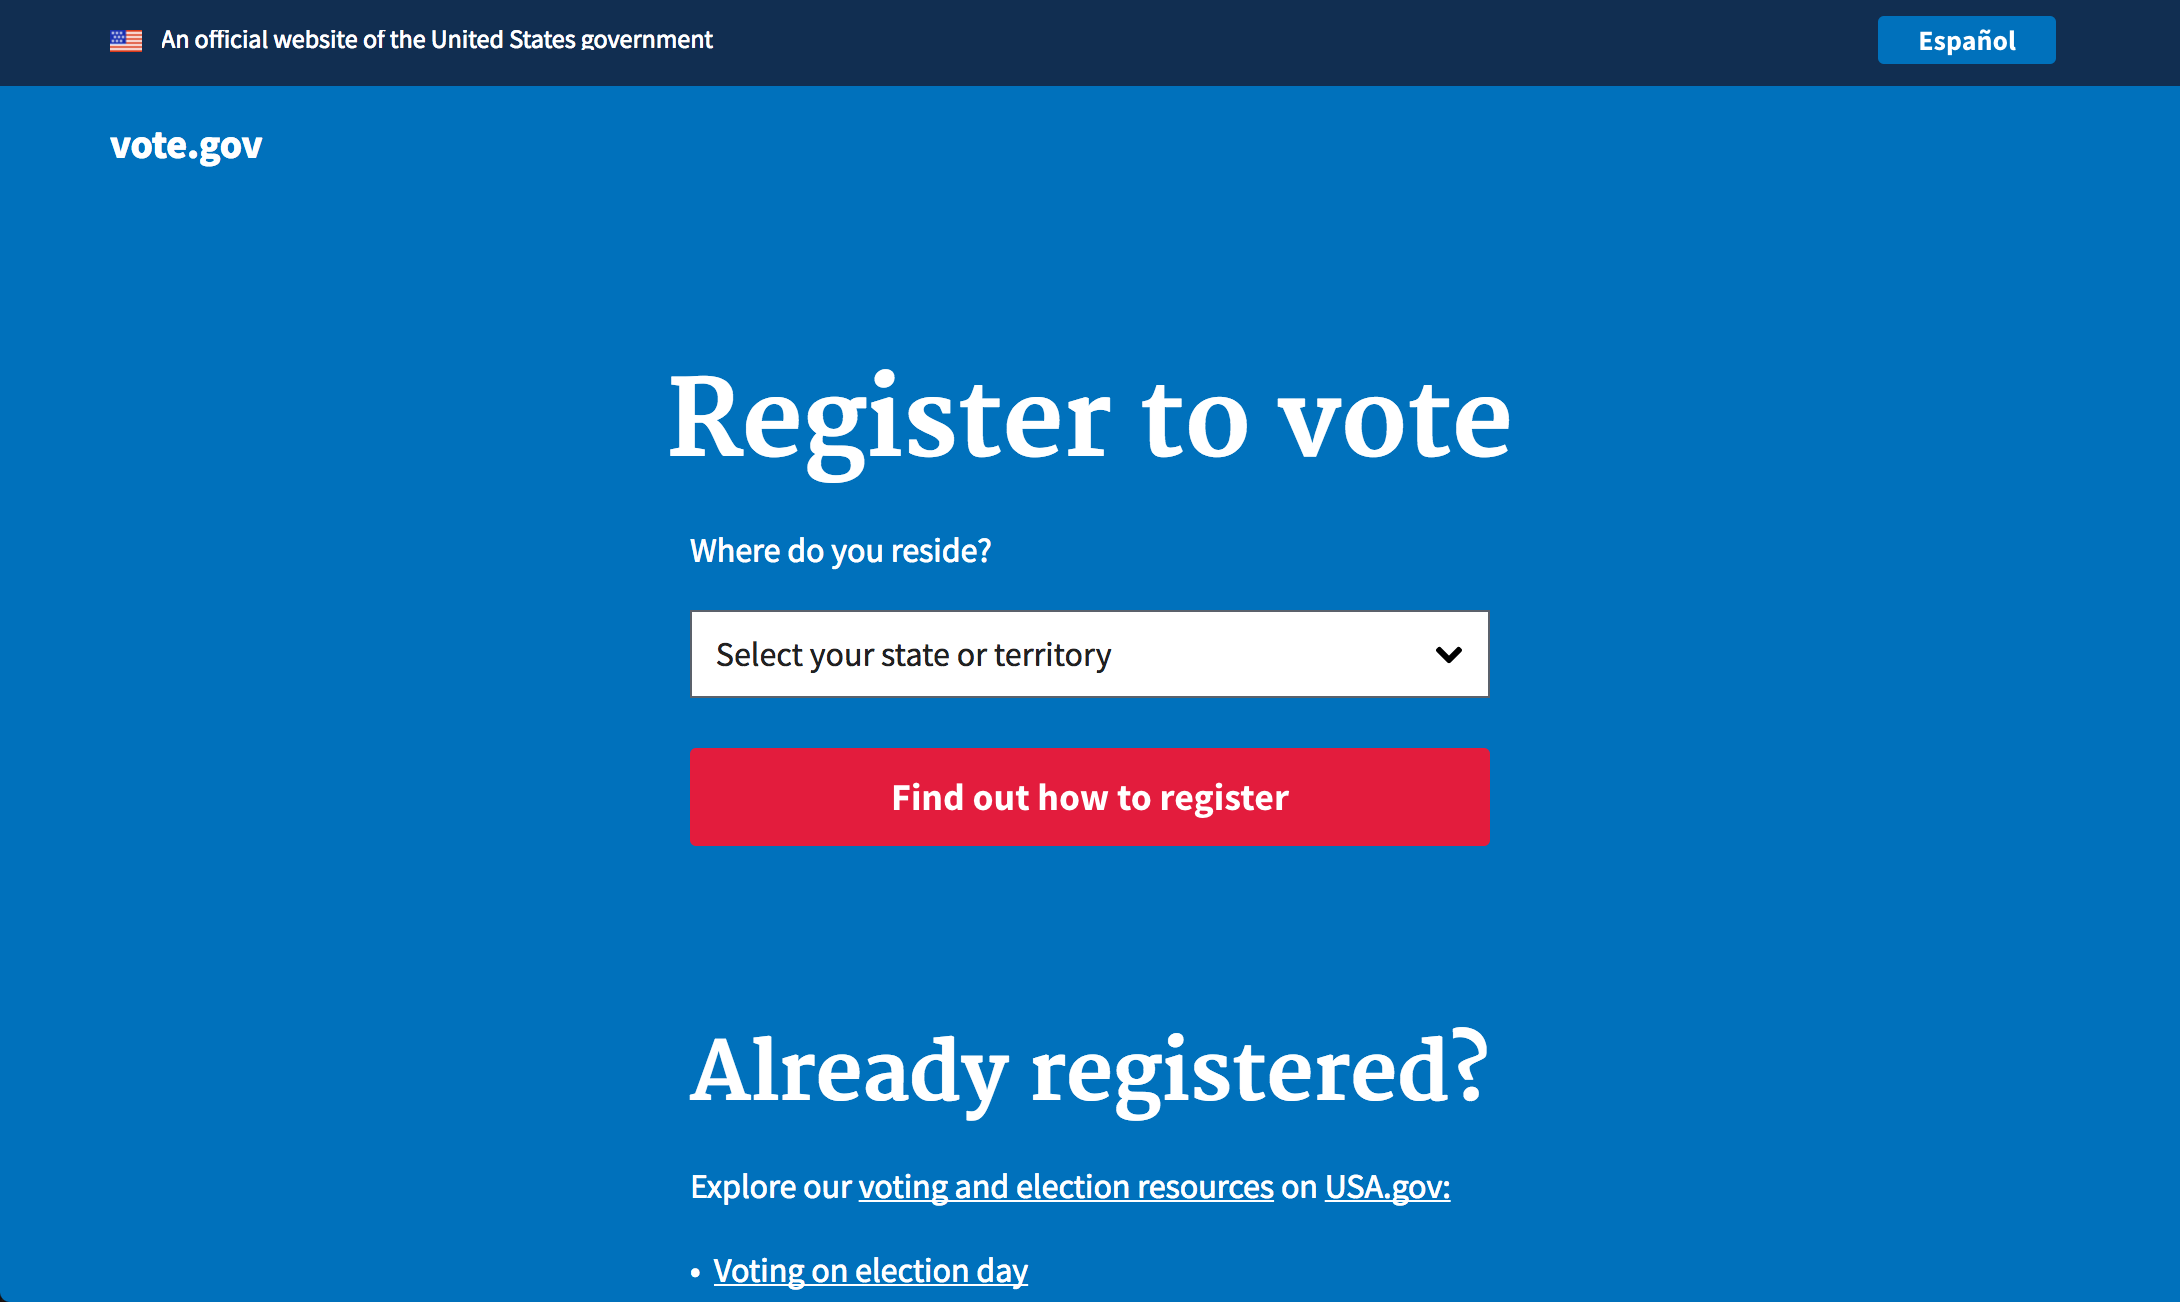 An official website of the United States government
Español
vote.gov
Register to vote
Where do you reside?
Select your state or territory
Find out how to register
Already registered?
Explore our voting and election resources on USA.gov:
• Voting on election day